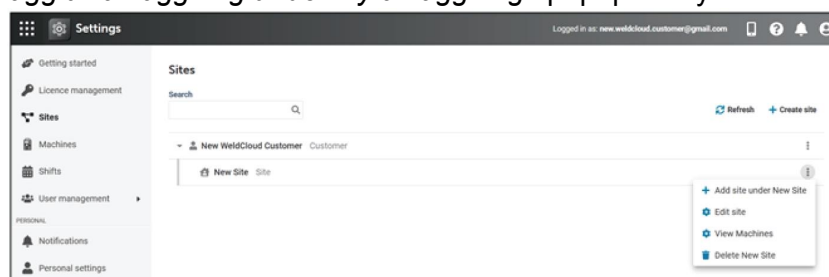 Settings
Logged in as: new.weldcloud.customer@gmail.com
Getting started
Licence management
Sites
Machines
Shifts
User management
PERSONAL
Notifications
Personal settings
Sites
Search
Refresh
+ Create site
New WeldCloud Customer Customer
New Site Site
+ Add site under New Site
Edit site
View Machines
Delete New Site